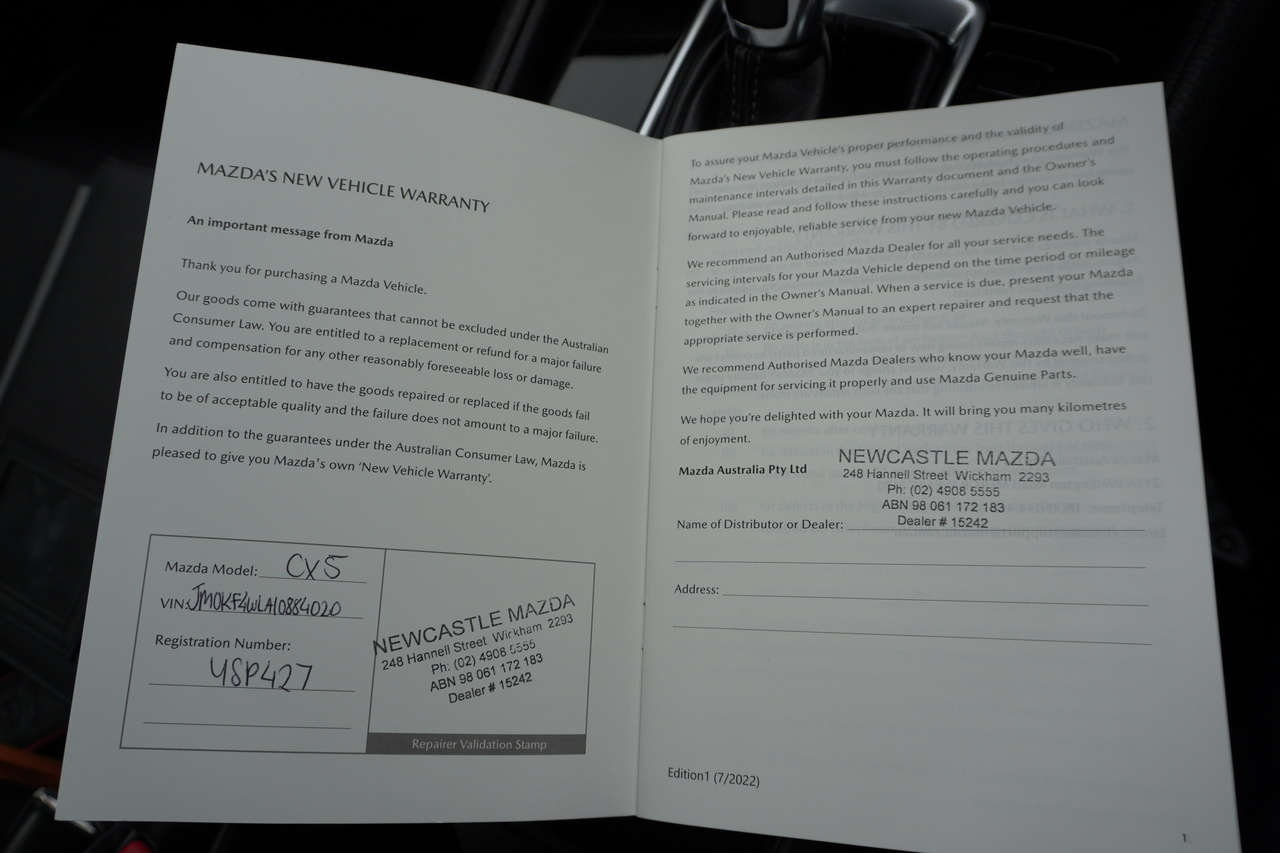 MAZDA'S NEW VEHICLE WARRANTY
An important message from Mazda
Thank you for purchasing a Mazda Vehicle.
Our goods come with guarantees that cannot be excluded under the Australian
Consumer Law. You are entitled to a replacement or refund for a major failure
and compensation for any other reasonably foreseeable loss or damage.
You are also entitled to have the goods repaired or replaced if the goods fail
to be of acceptable quality and the failure does not amount to a major failure.
In addition to the guarantees under the Australian Consumer Law, Mazda is
pleased to give you Mazda's own 'New Vehicle Warranty'.
Mazda Model: CX5
VIN: JM0KF4WLA10884020
Registration Number:
YSP427
NEWCASTLE MAZDA
248 Hannell Street Wickham 2293
Ph: (02) 4908 5555
ABN 98 061 172 183
Dealer # 15242
Repairer Validation Stamp
To assure your Mazda Vehicle's proper performance and the validity of
Mazda's New Vehicle Warranty, you must follow the operating procedures and
maintenance intervals detailed in this Warranty document and the Owner's
Manual. Please read and follow these instructions carefully and you can look
forward to enjoyable, reliable service from your new Mazda Vehicle.
We recommend an Authorised Mazda Dealer for all your service needs. The
servicing intervals for your Mazda Vehicle depend on the time period or mileage
as indicated in the Owner's Manual. When a service is due, present your Mazda
together with the Owner's Manual to an expert repairer and request that the
appropriate service is performed.
We recommend Authorised Mazda Dealers who know your Mazda well, have
the equipment for servicing it properly and use Mazda Genuine Parts.
We hope you're delighted with your Mazda. It will bring you many kilometres
of enjoyment.
Mazda Australia Pty Ltd
NEWCASTLE MAZDA
248 Hannell Street Wickham 2293
Ph: (02) 4908 5555
ABN 98 061 172 183
Dealer # 15242
Name of Distributor or Dealer:
Address:
Edition1 (7/2022)
1